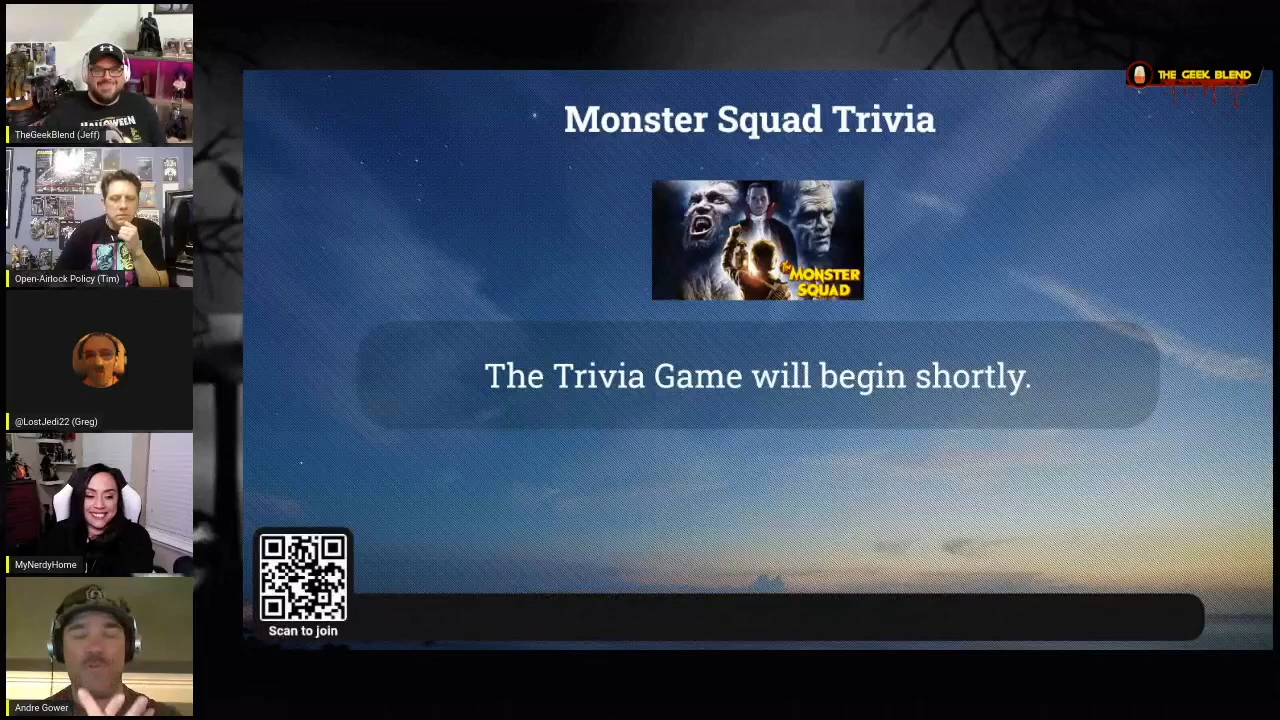 TheGeekBlend (Jeff)
Open-Airlock Policy (Tim)
@LostJedi22 (Greg)
MyNerdyHome
Andre Gower
THE GEEK BLEND
Monster Squad Trivia
The MONSTER
SQUAD
The Trivia Game will begin shortly.
Scan to join
HALLOWEEN